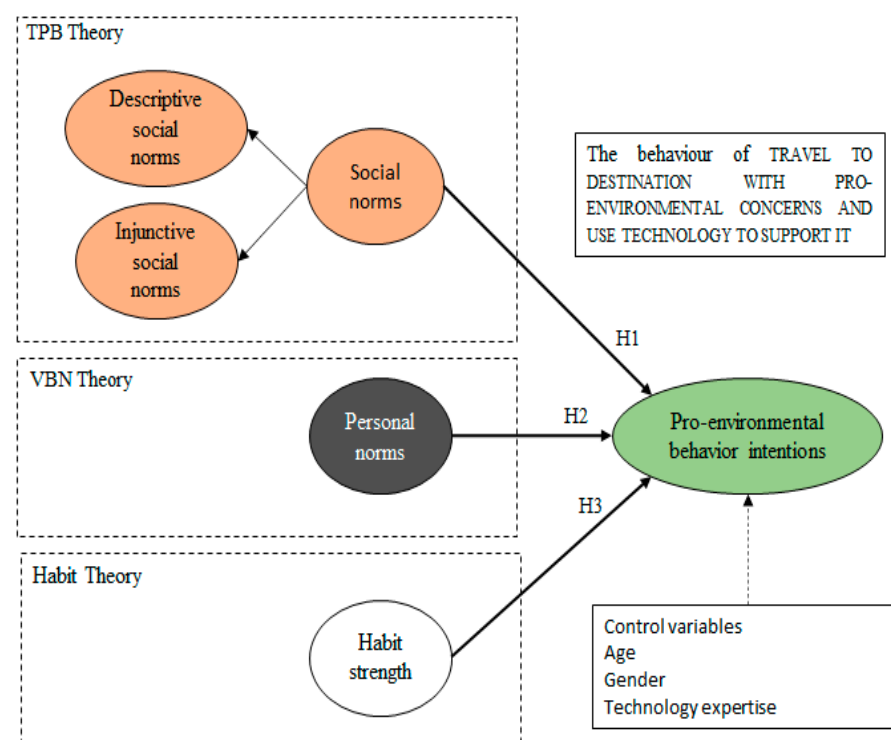 TPB Theory
Descriptive
social
norms
Social
norms
Injunctive
social
norms
The behaviour of TRAVEL TO
DESTINATION WITH PRO-
ENVIRONMENTAL CONCERNS AND
USE TECHNOLOGY TO SUPPORT IT
H1
VBN Theory
Personal
norms
H2
Pro-environmental
behavior intentions
H3
Habit Theory
Habit
strength
Control variables
Age
Gender
Technology expertise